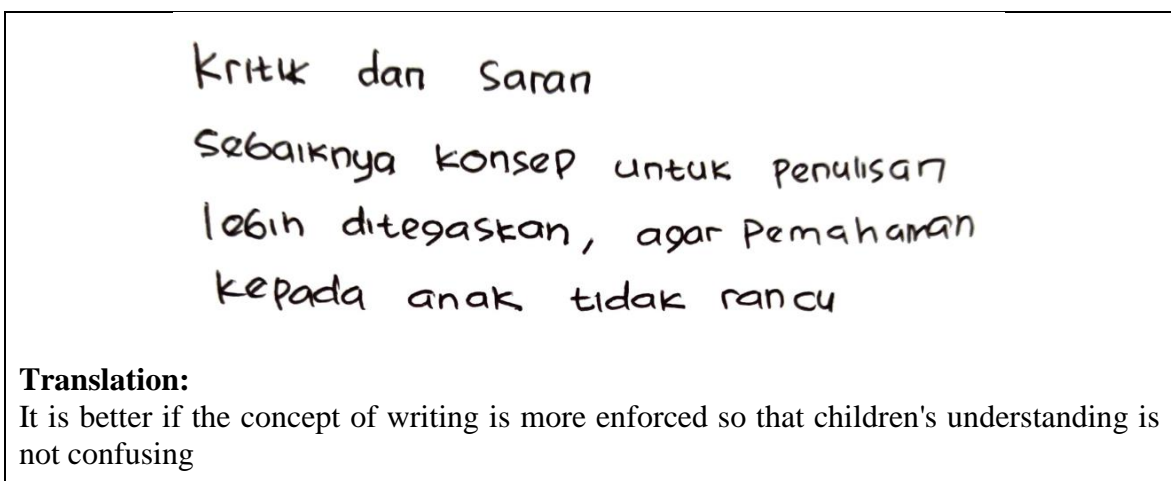 Kritik dan Saran
Sebaiknya konsep untuk penulisan
lebih ditegaskan, agar pemahaman
kepada anak tidak rancu
Translation:
It is better if the concept of writing is more enforced so that children's understanding is
not confusing